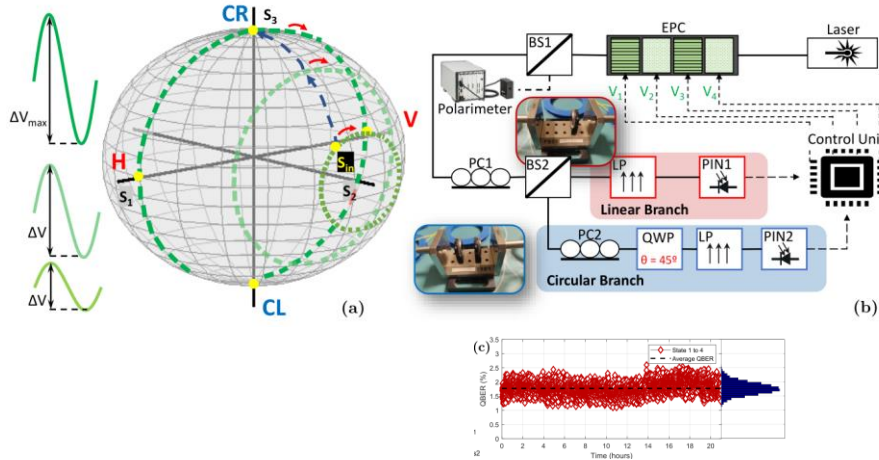 CR
S3
ΔVmax
H
V
Sin
S1
S2
ΔV
ΔV
CL
(a)
BS1
EPC
Laser
Polarimeter
V1
V2
V3
V4
Control Uni
PC1
BS2
LP
PIN1
Linear Branch
PC2
QWP
θ = 45º
LP
PIN2
Circular Branch
(b)
(c)
State 1 to 4
Average QBER
QBER (%)
3.5
3
2.5
2
1.5
1
0.5
0
0 2 4 6 8 10 12 14 16 18 20
Time (hours)
s2